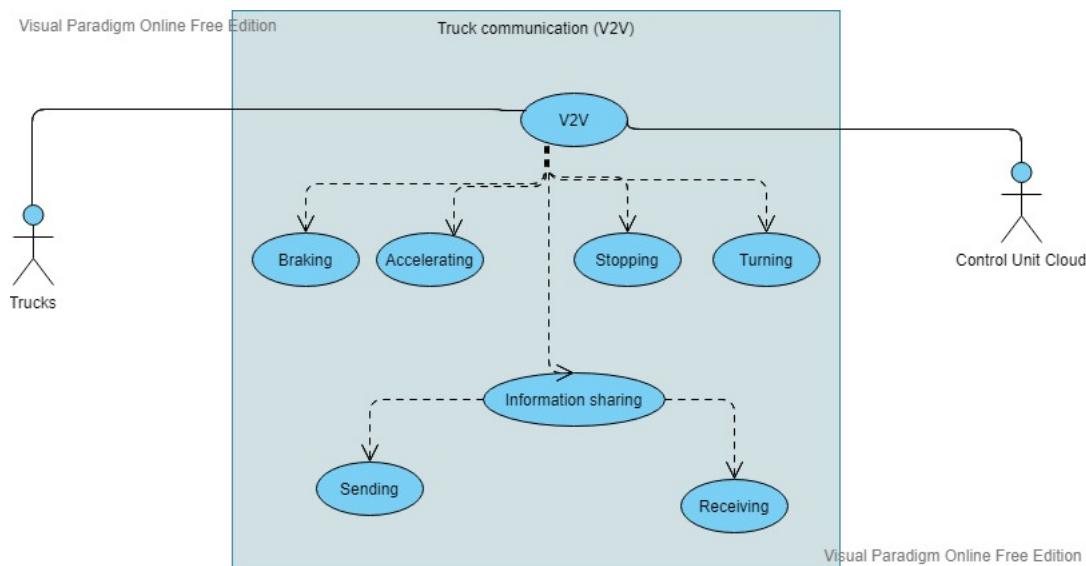 Visual Paradigm Online Free Edition
Truck communication (V2V)
V2V
Braking
Accelerating
Stopping
Turning
Control Unit Cloud
Trucks
Information sharing
Sending
Receiving
Visual Paradigm Online Free Edition